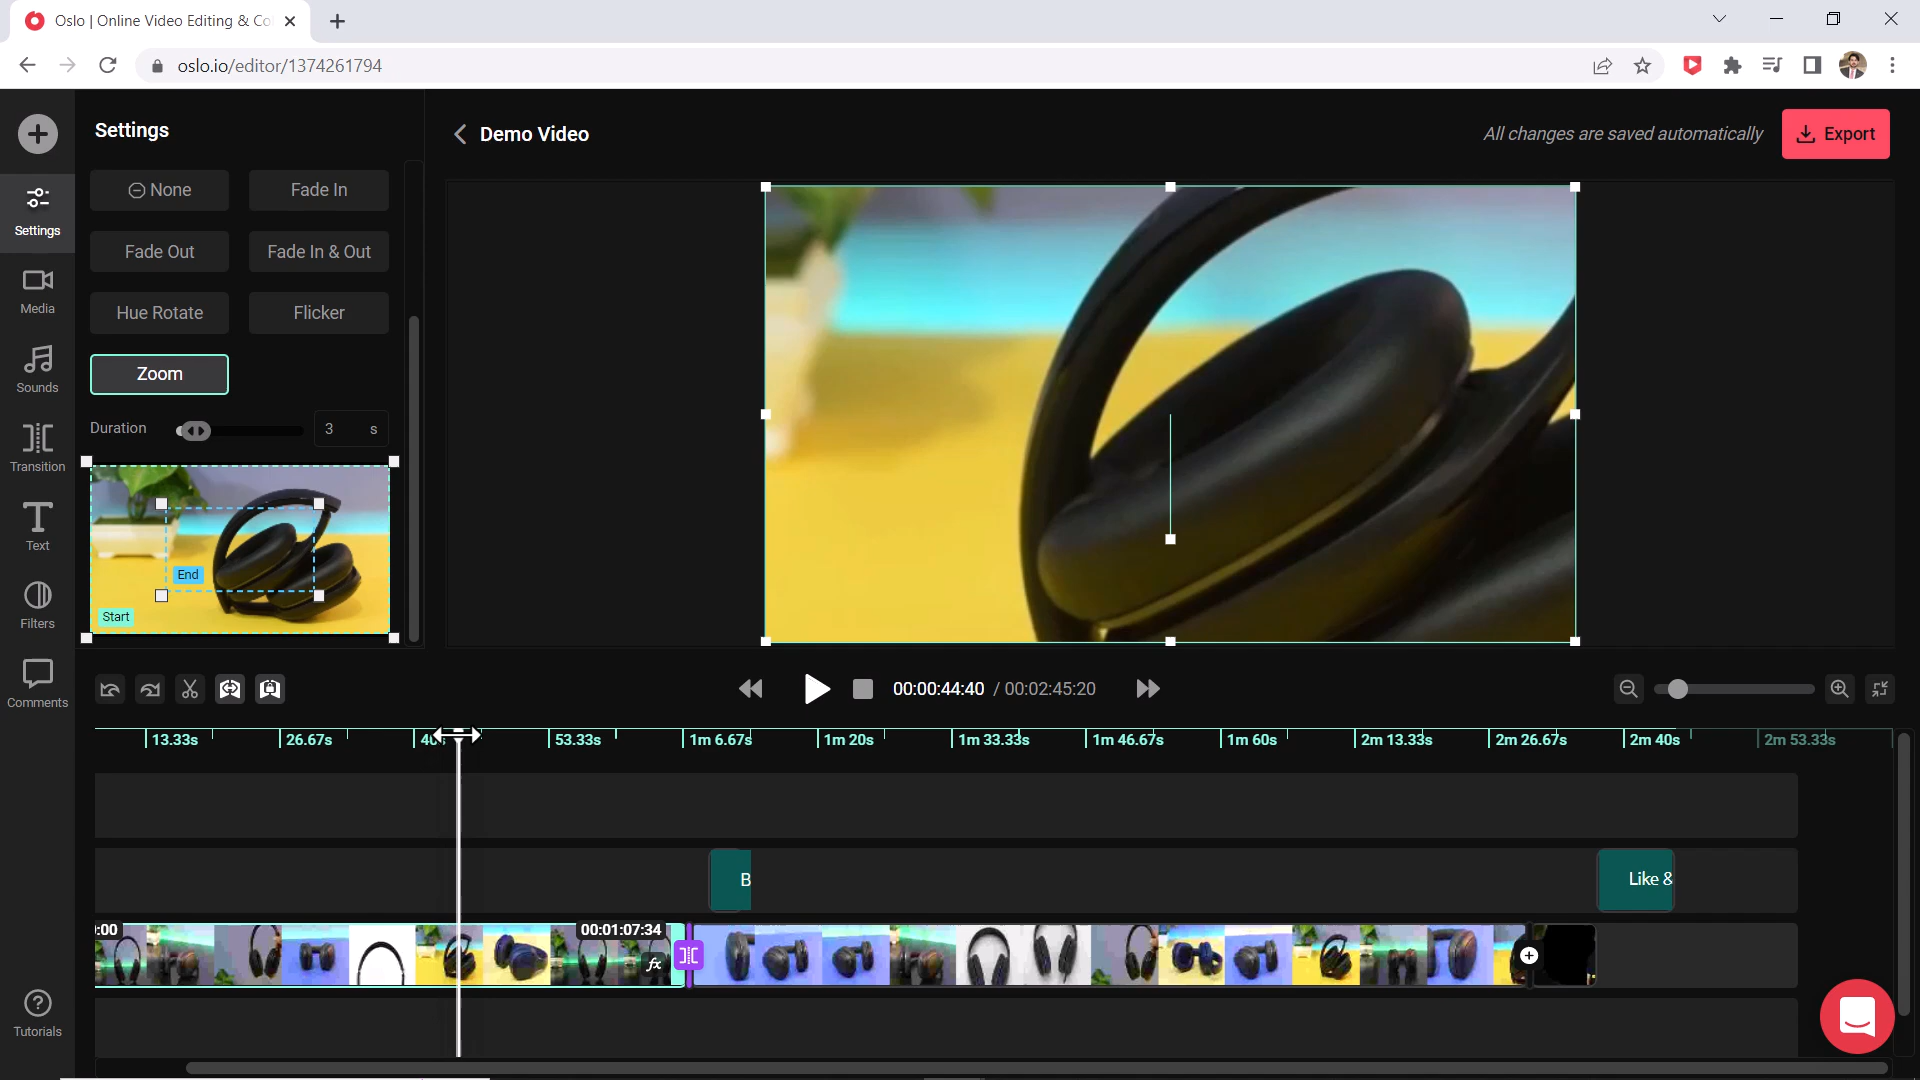 Oslo | Online Video Editing & Co
oslo.io/editor/1374261794
Settings
Demo Video
All changes are saved automatically
Export
None
Fade In
Settings
Fade Out
Fade In & Out
Media
Hue Rotate
Flicker
Sounds
Zoom
Duration
3 s
Transition
Text
End
Start
Filters
Comments
00:00:44:40 / 00:02:45:20
13.33s 26.67s 53.33s 1m 6.67s 1m 20s 1m 33.33s 1m 46.67s 1m 60s 2m 13.33s 2m 26.67s 2m 40s 2m 53.33s
B
Like &
:00
00:01:07:34
fx
Tutorials